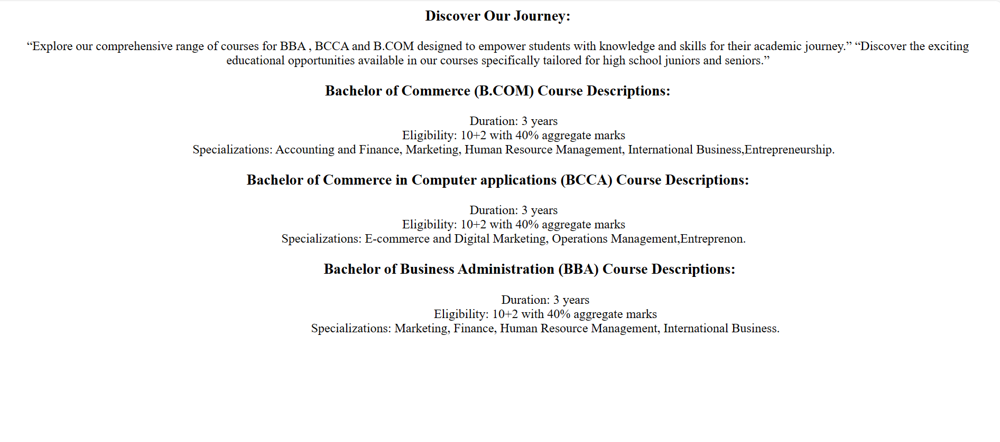 Discover Our Journey:
“Explore our comprehensive range of courses for BBA , BCCA and B.COM designed to empower students with knowledge and skills for their academic journey.” “Discover the exciting
educational opportunities available in our courses specifically tailored for high school juniors and seniors.”
Bachelor of Commerce (B.COM) Course Descriptions:
Duration: 3 years
Eligibility: 10+2 with 40% aggregate marks
Specializations: Accounting and Finance, Marketing, Human Resource Management, International Business,Entrepreneurship.
Bachelor of Commerce in Computer applications (BCCA) Course Descriptions:
Duration: 3 years
Eligibility: 10+2 with 40% aggregate marks
Specializations: E-commerce and Digital Marketing, Operations Management,Entreprenon.
Bachelor of Business Administration (BBA) Course Descriptions:
Duration: 3 years
Eligibility: 10+2 with 40% aggregate marks
Specializations: Marketing, Finance, Human Resource Management, International Business.